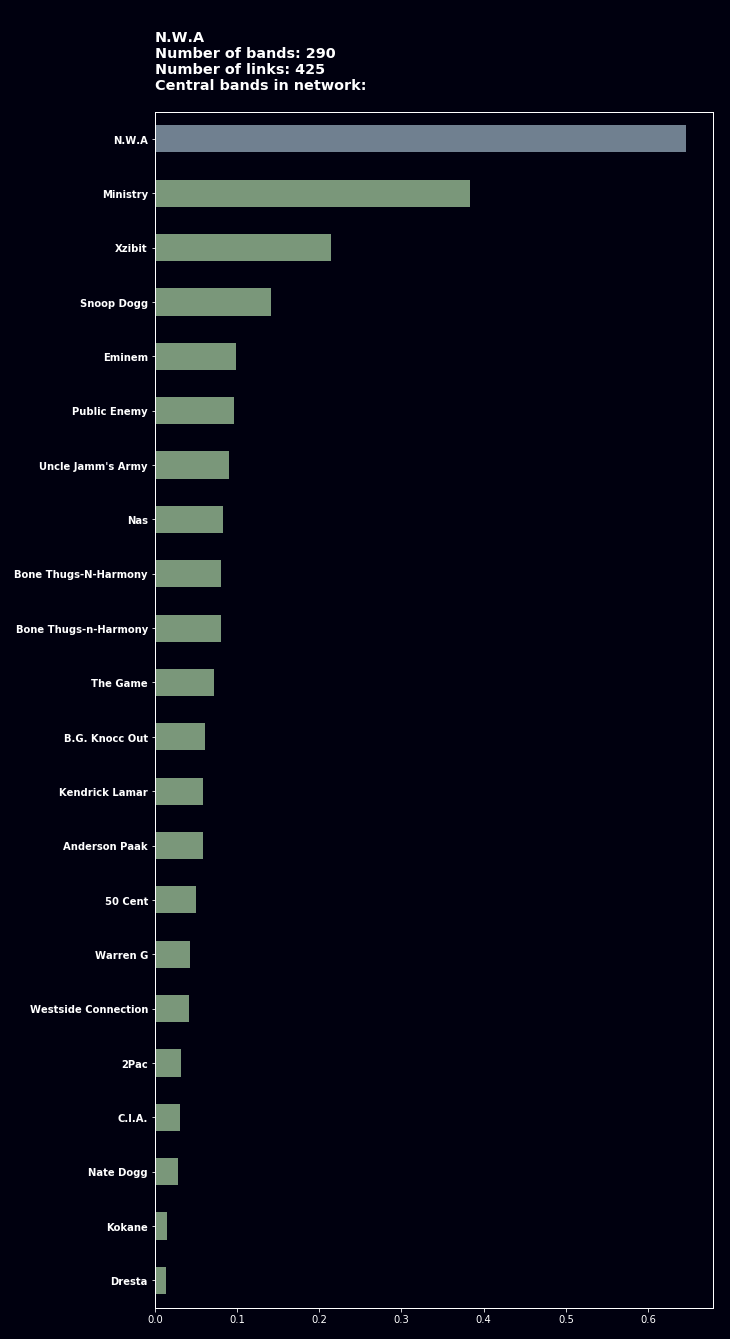 N.W.A
Number of bands: 290
Number of links: 425
Central bands in network:
N.W.A
Ministry
Xzibit
Snoop Dogg
Eminem
Public Enemy
Uncle Jamm's Army
Nas
Bone Thugs-N-Harmony
Bone Thugs-n-Harmony
The Game
B.G. Knocc Out
Kendrick Lamar
Anderson Paak
50 Cent
Warren G
Westside Connection
2Pac
C.I.A.
Nate Dogg
Kokane
Dresta
0.0 0.1 0.2 0.3 0.4 0.5 0.6